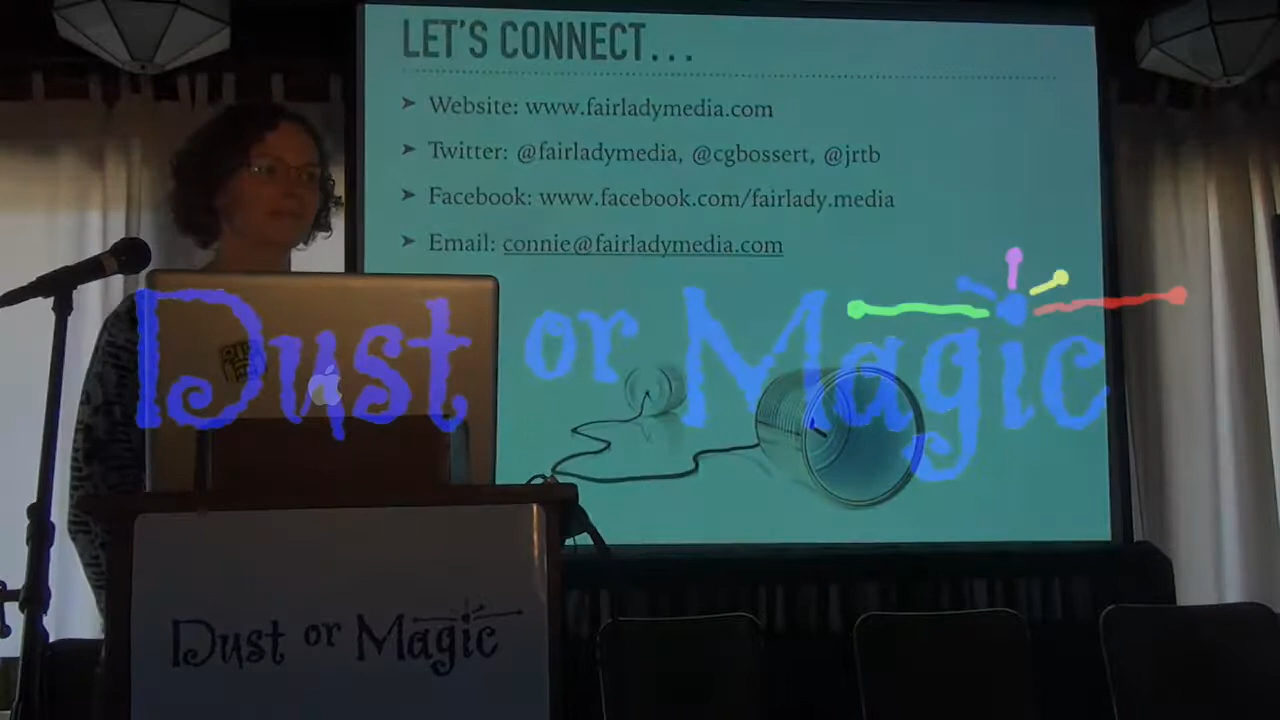 LET'S CONNECT...
➤ Website: www.fairladymedia.com
➤ Twitter: @fairladymedia, @cgbossert, @jrtb
➤ Facebook: www.facebook.com/fairlady.media
➤ Email: connie@fairladymedia.com
Dust or Magic
Dust or Magic